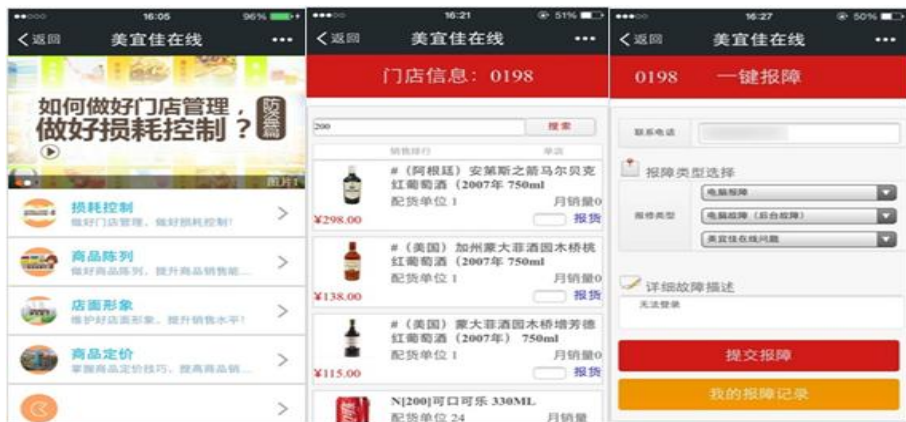 16:05
96%
返回
美宜佳在线
如何做好门店管理，
做好损耗控制？
防盗篇
图片1
损耗控制
做好门店管理，做好损耗控制！
商品陈列
做好商品陈列，提升商品销售能...
店面形象
维护好店面形象，提升销售水平！
商品定价
掌握商品定价技巧，提高商品销...
16:21
51%
返回
美宜佳在线
门店信息：0198
200
搜索
销售排行
单店
#（阿根廷）安第斯之箭马尔贝克
红葡萄酒（2007年 750ml
配货单位 1 月销量0
¥298.00 报货
#（美国）加州蒙大菲酒园木桥桃
红葡萄酒（2007年 750ml
配货单位 1 月销量0
¥138.00 报货
#（美国）蒙大菲酒园木桥增芳德
红葡萄酒（2007年） 750ml
配货单位 1 月销量0
¥115.00 报货
N[200]可口可乐 330ML
配货单位 24 月销量
16:27
50%
返回
美宜佳在线
0198 一键报障
联系电话
报障类型选择
报修类型
电脑报障
电脑故障（后台故障）
美宜佳在线问题
详细故障描述
无法登录
提交报障
我的报障记录